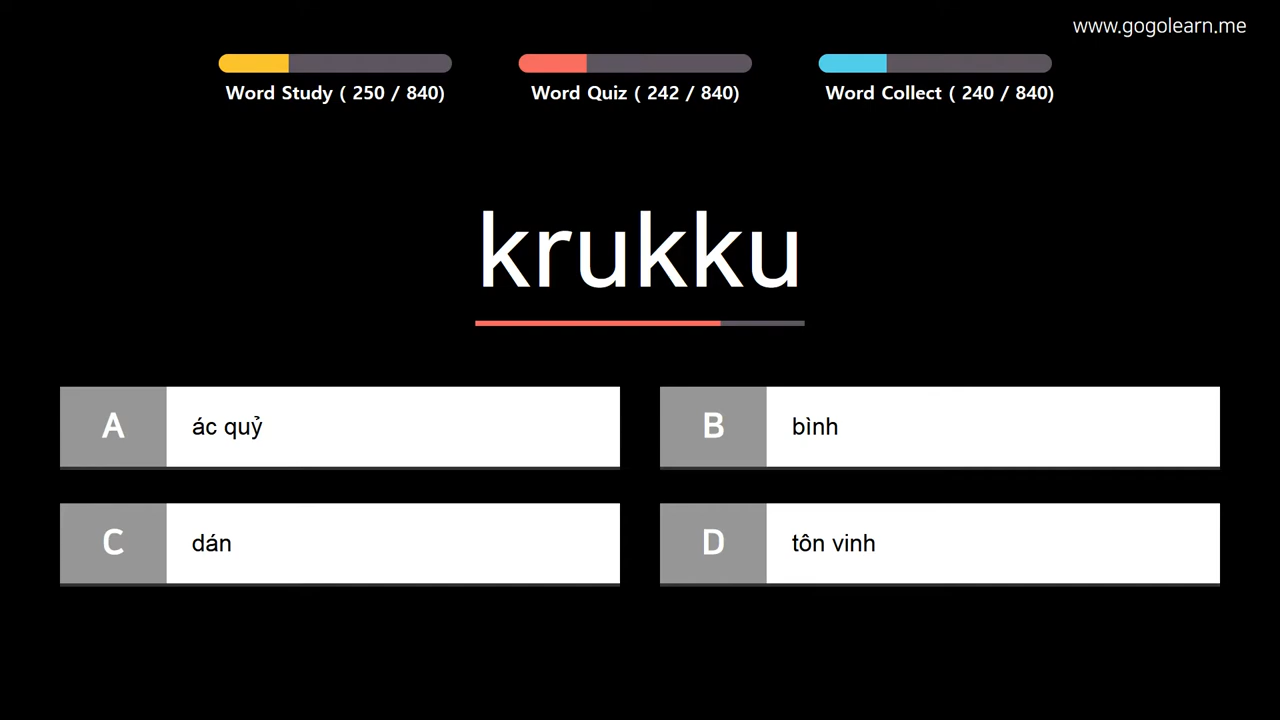 www.gogolearn.me
Word Study ( 250 / 840)
Word Quiz ( 242 / 840)
Word Collect ( 240 / 840)
krukku
A ác quỷ
B bình
C dán
D tôn vinh